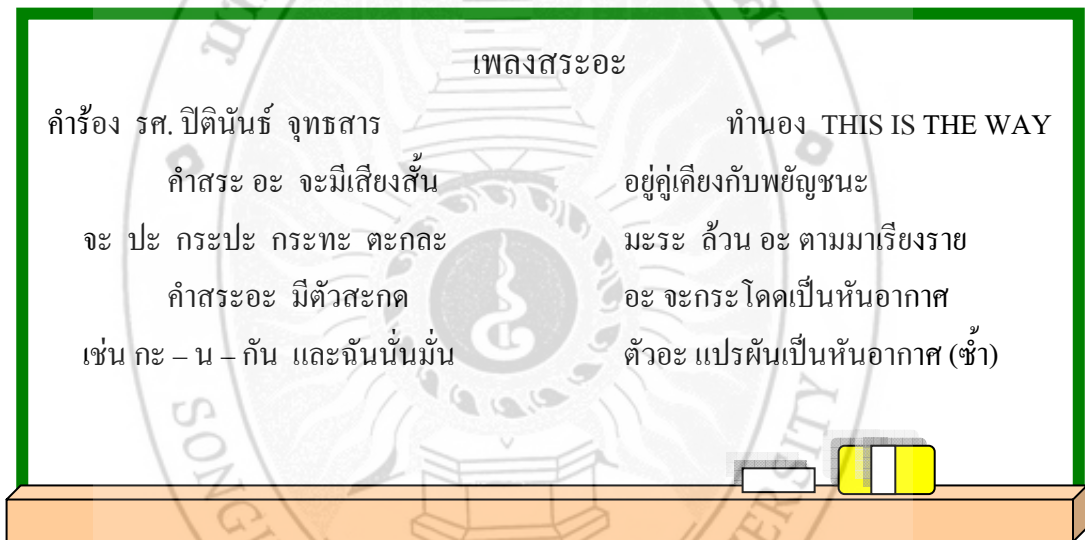 เพลงสระอะ
คำร้อง รศ. ปิตินันธ์ จุทธสาร ทำนอง THIS IS THE WAY
คำสระ อะ จะมีเสียงสั้น อยู่คู่เคียงกับพยัญชนะ
จะ ปะ กระปะ กระทะ ตะกละ มะระ ล้วน อะ ตามมาเรียงราย
คำสระอะ มีตัวสะกด อะ จะกระโดดเป็นหันอากาศ
เช่น กะ – น – กัน และฉันนั่นมั่น ตัวอะ แปรผันเป็นหันอากาศ (ซ้ำ)